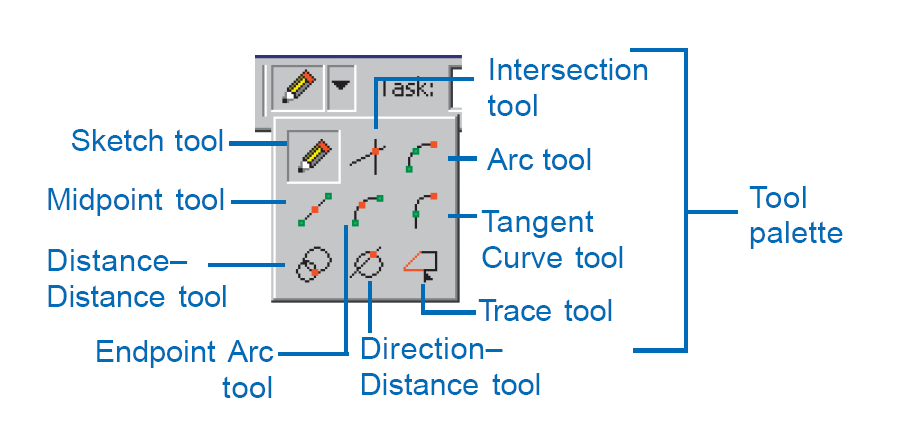 Intersection
tool
Task:
Sketch tool
Arc tool
Midpoint tool
Tool
palette
Tangent
Curve tool
Distance–
Distance tool
Trace tool
Endpoint Arc
tool
Direction–
Distance tool